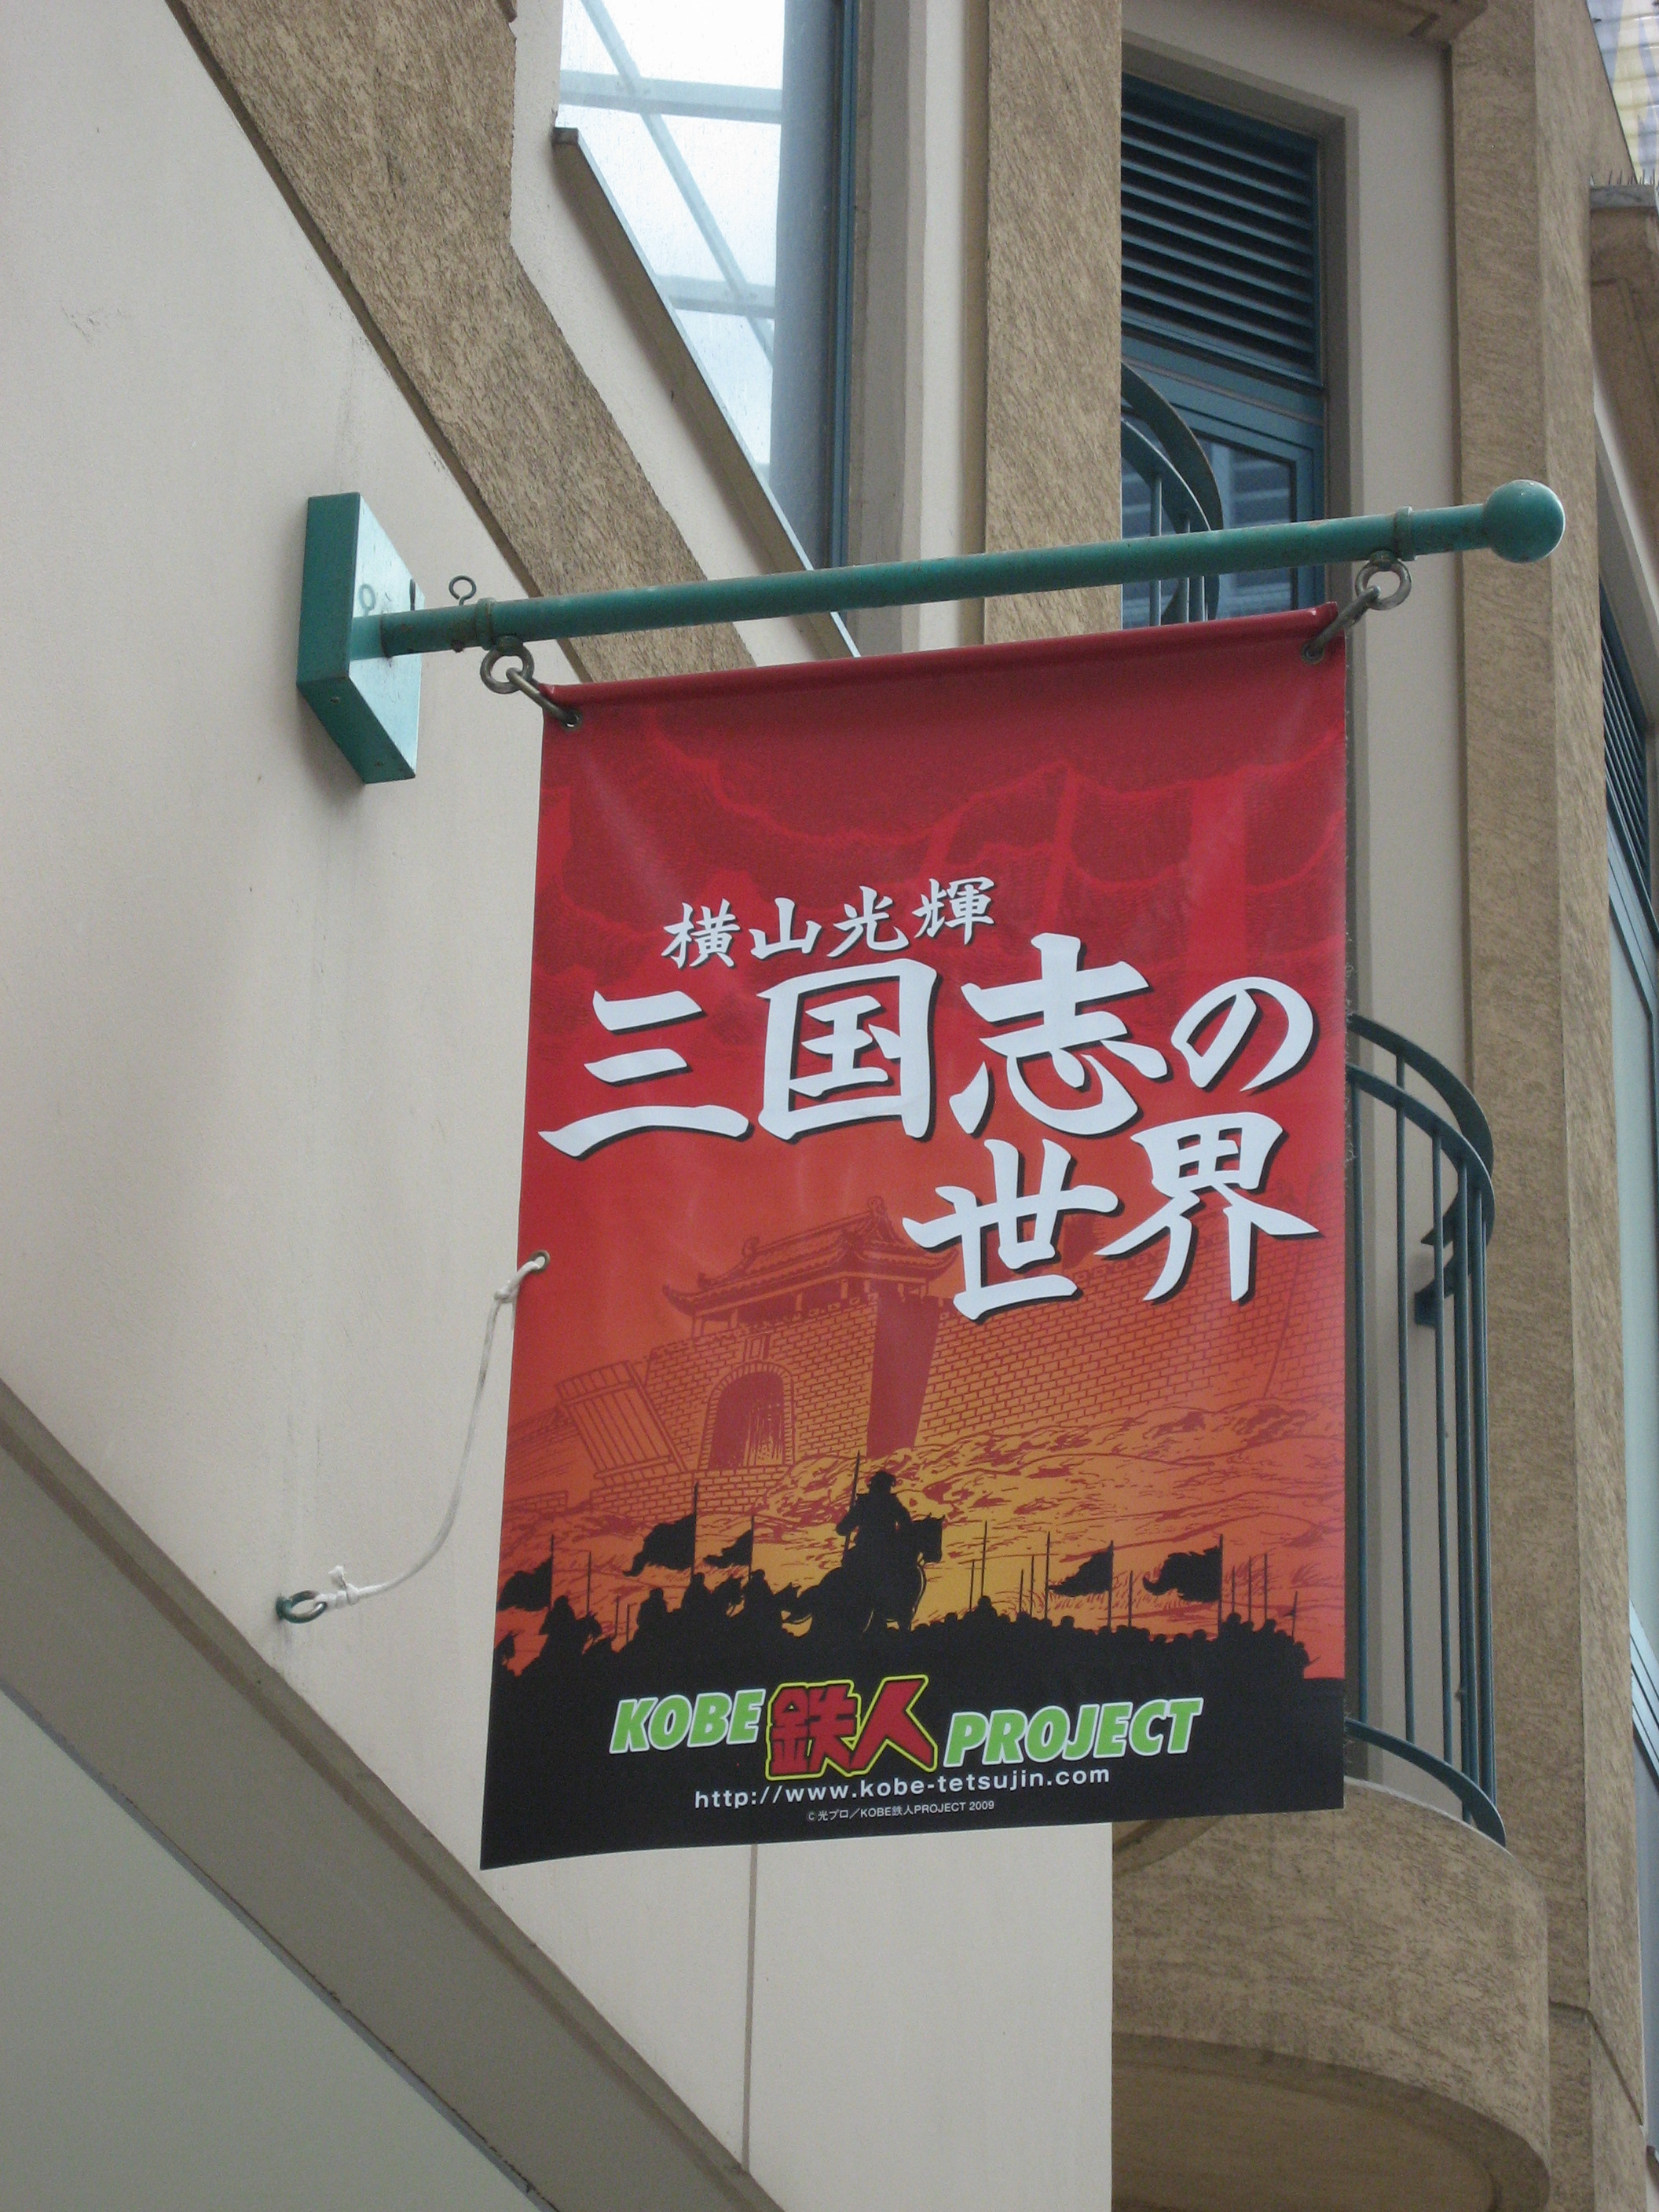 横山光輝
三国志の
世界
KOBE鉄人PROJECT
http://www.kobe-tetsujin.com
©光プロ／KOBE鉄人PROJECT 2009